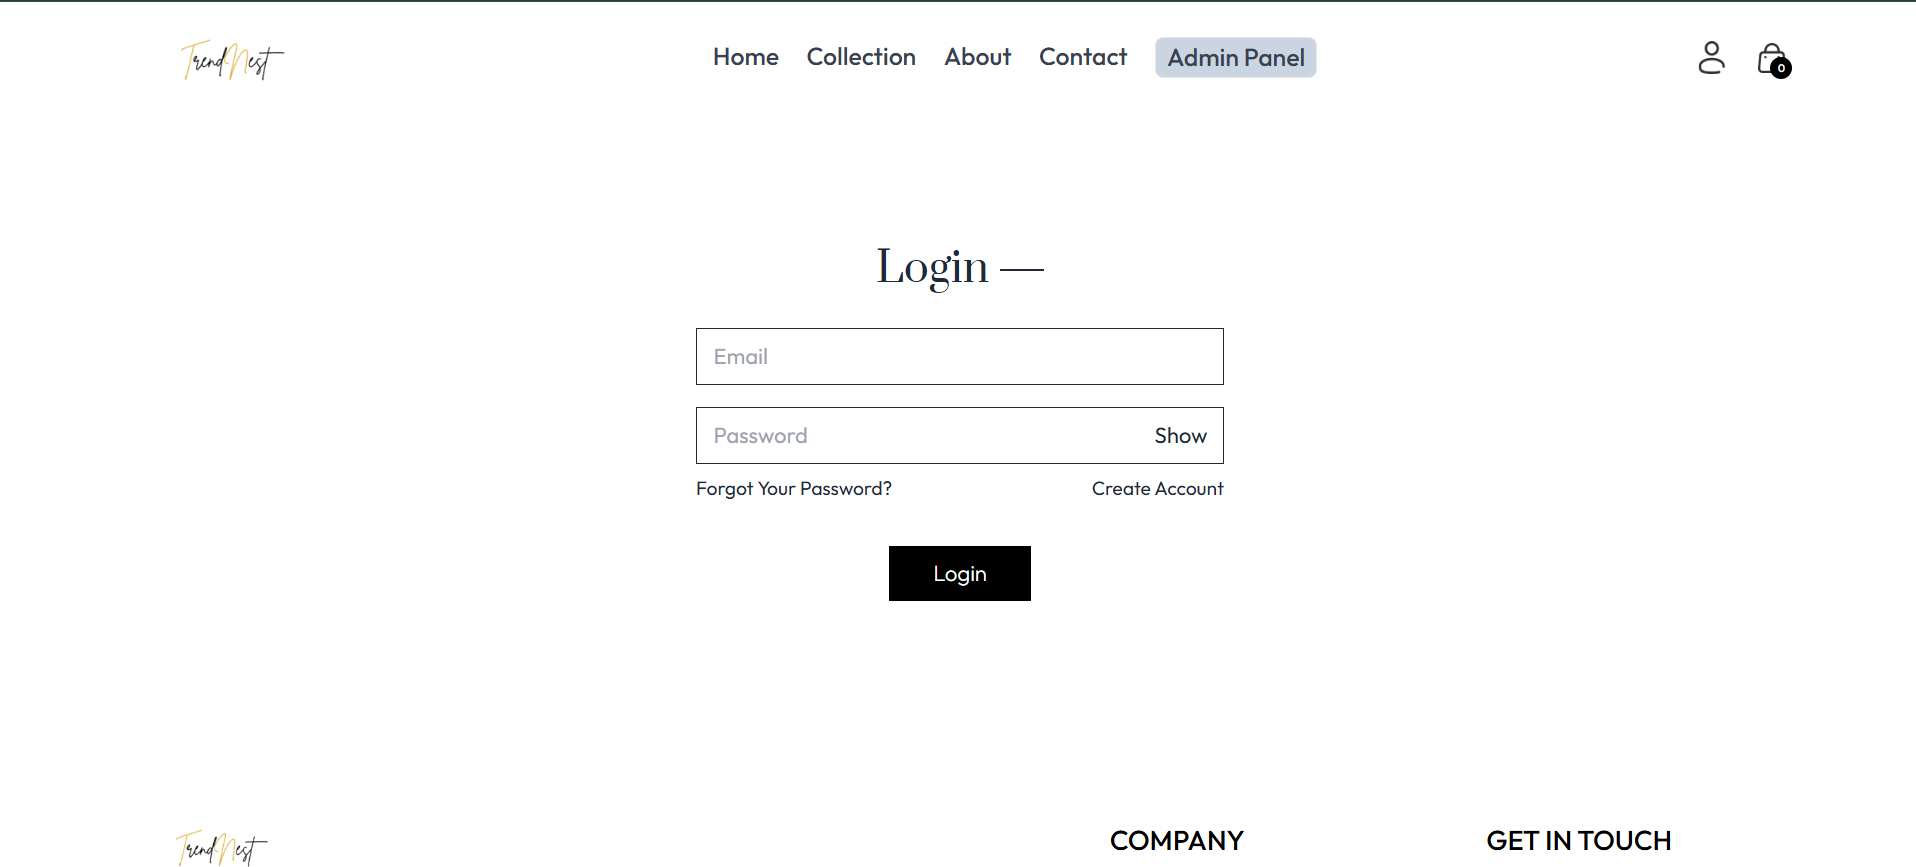 TrendNest
Home Collection About Contact Admin Panel
0
Login —
Email
Password Show
Forgot Your Password? Create Account
Login
TrendNest COMPANY GET IN TOUCH